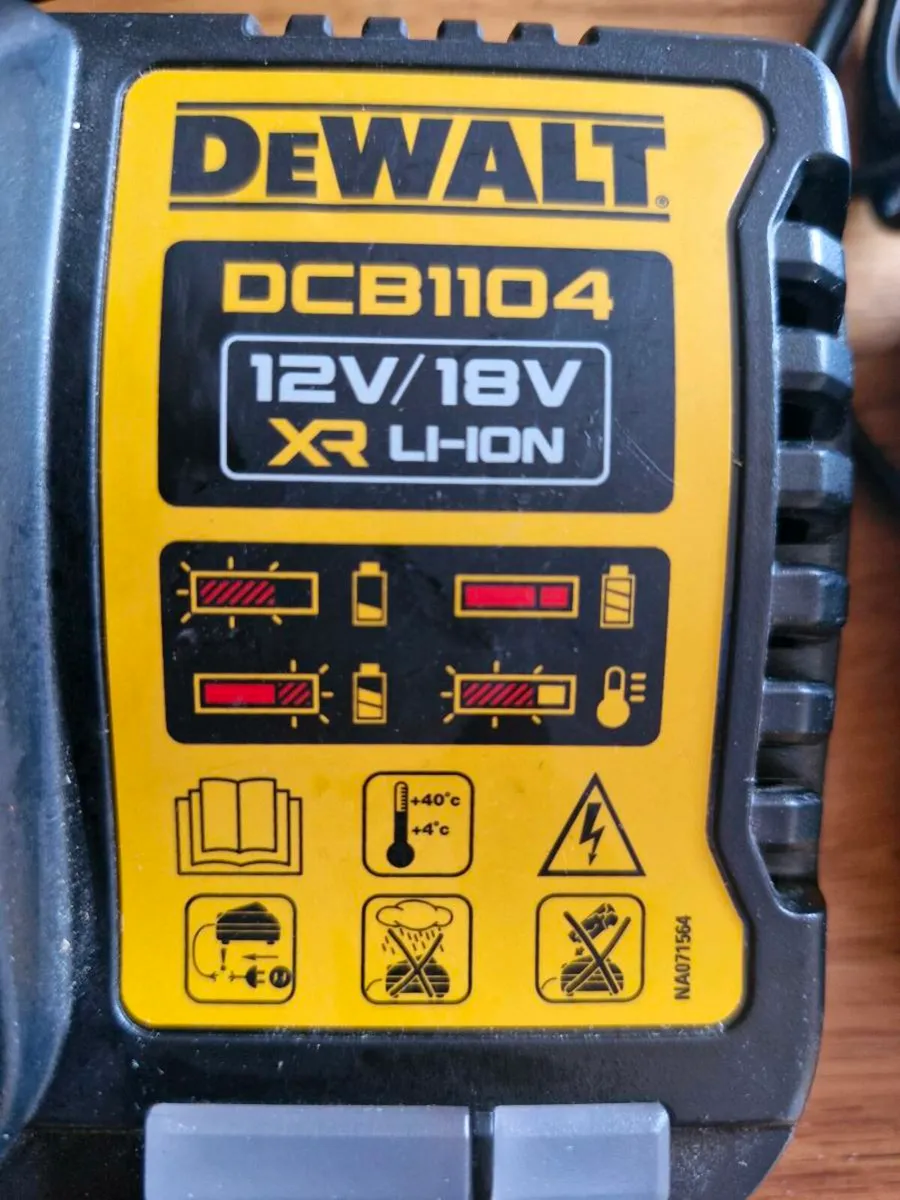 DEWALT®
DCB1104
12V/18V
XR LI-ION
+40°c
+4°c
NA071564